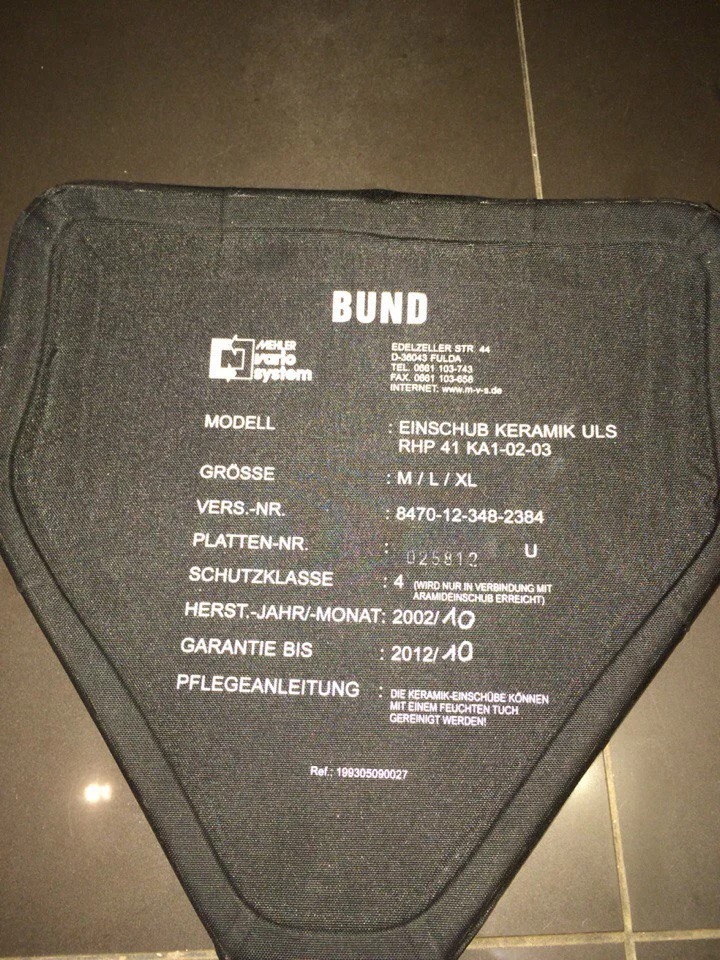 BUND
MEHLER
vario
system
EDELZELLER STR. 44
D-36043 FULDA
TEL. 0661 103-743
FAX. 0661 103-658
INTERNET: www.m-v-s.de
MODELL : EINSCHUB KERAMIK ULS
RHP 41 KA1-02-03
GRÖSSE : M / L / XL
VERS.-NR. : 8470-12-348-2384
PLATTEN-NR. : 025812 U
SCHUTZKLASSE : 4 (WIRD NUR IN VERBINDUNG MIT
ARAMIDEINSCHUB ERREICHT)
HERST.-JAHR/-MONAT: 2002/10
GARANTIE BIS : 2012/10
PFLEGEANLEITUNG : DIE KERAMIK-EINSCHÜBE KÖNNEN
MIT EINEM FEUCHTEN TUCH
GEREINIGT WERDEN!
Ref.: 199305090027